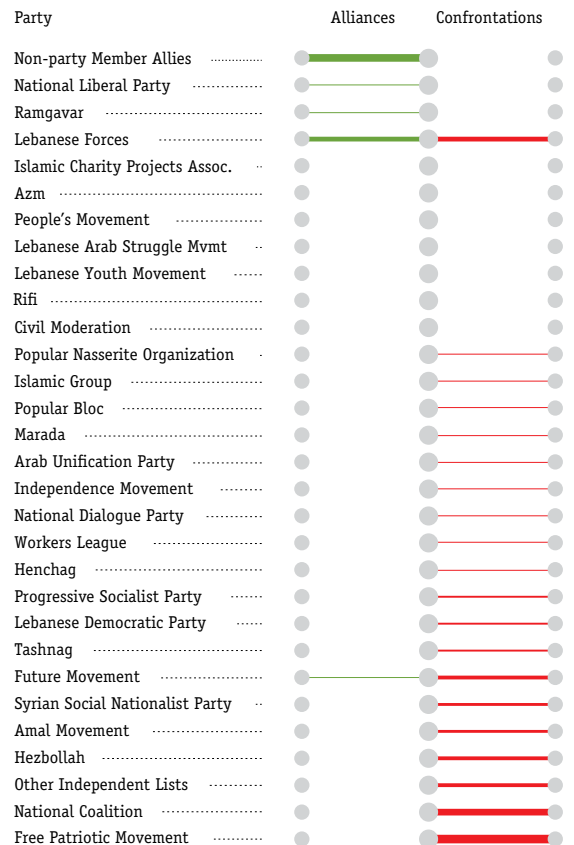 Party Alliances Confrontations
Non-party Member Allies
National Liberal Party
Ramgavar
Lebanese Forces
Islamic Charity Projects Assoc.
Azm
People’s Movement
Lebanese Arab Struggle Mvmt
Lebanese Youth Movement
Rifi
Civil Moderation
Popular Nasserite Organization
Islamic Group
Popular Bloc
Marada
Arab Unification Party
Independence Movement
National Dialogue Party
Workers League
Henchag
Progressive Socialist Party
Lebanese Democratic Party
Tashnag
Future Movement
Syrian Social Nationalist Party
Amal Movement
Hezbollah
Other Independent Lists
National Coalition
Free Patriotic Movement